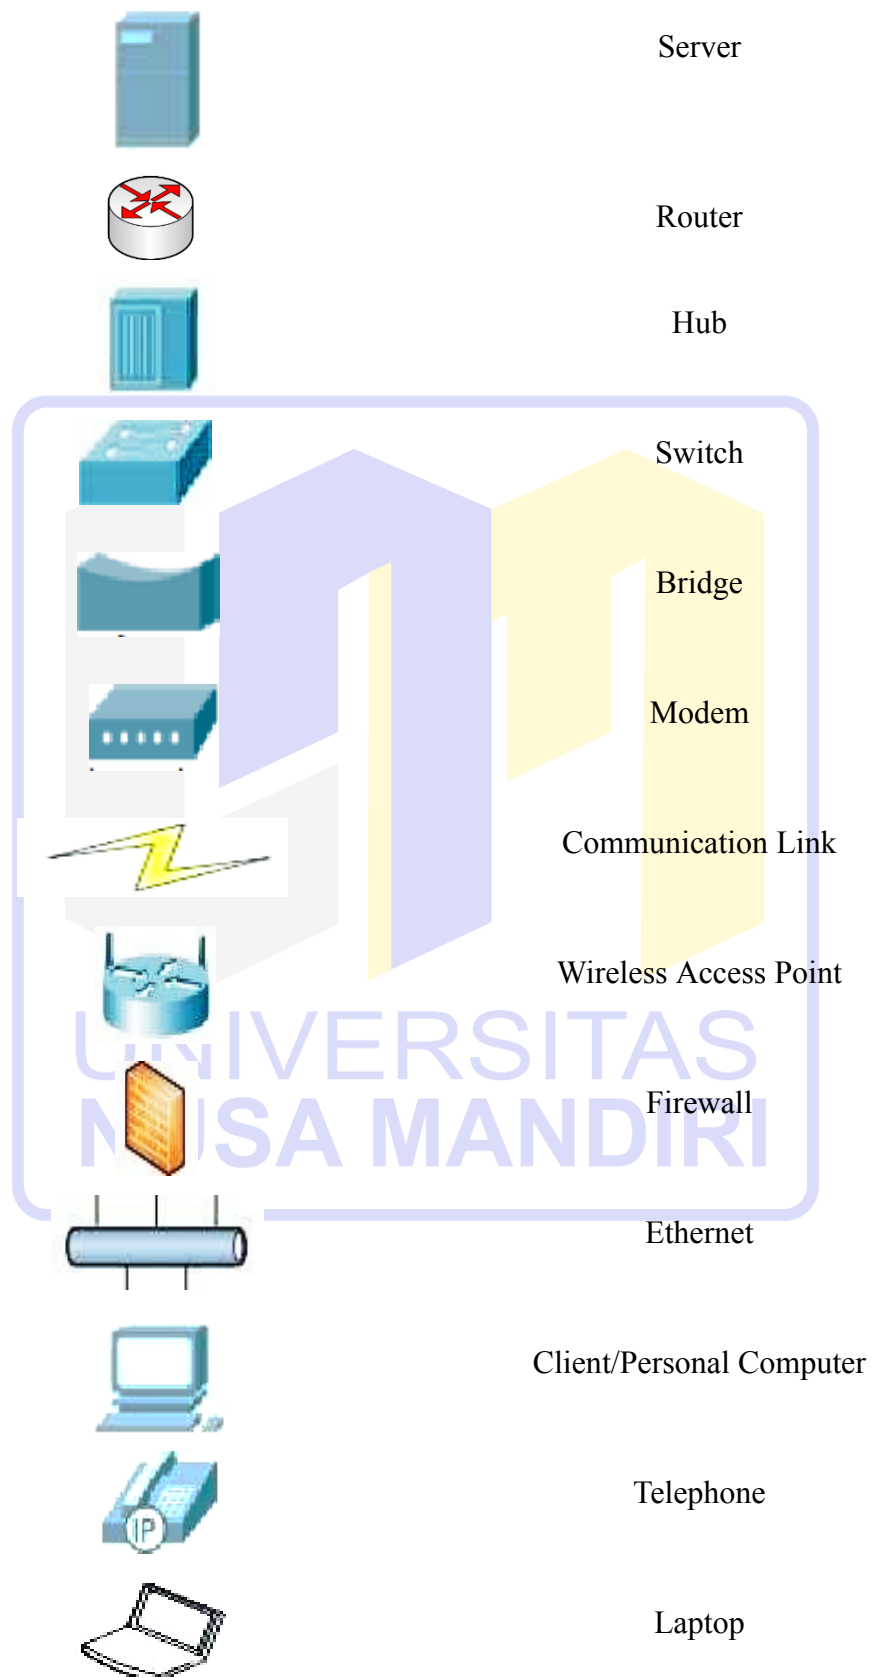 Server
Router
Hub
Switch
Bridge
Modem
Communication Link
Wireless Access Point
UNIVERSITAS
Firewall
NUSA MANDIRI
Ethernet
Client/Personal Computer
Telephone
IP
Laptop